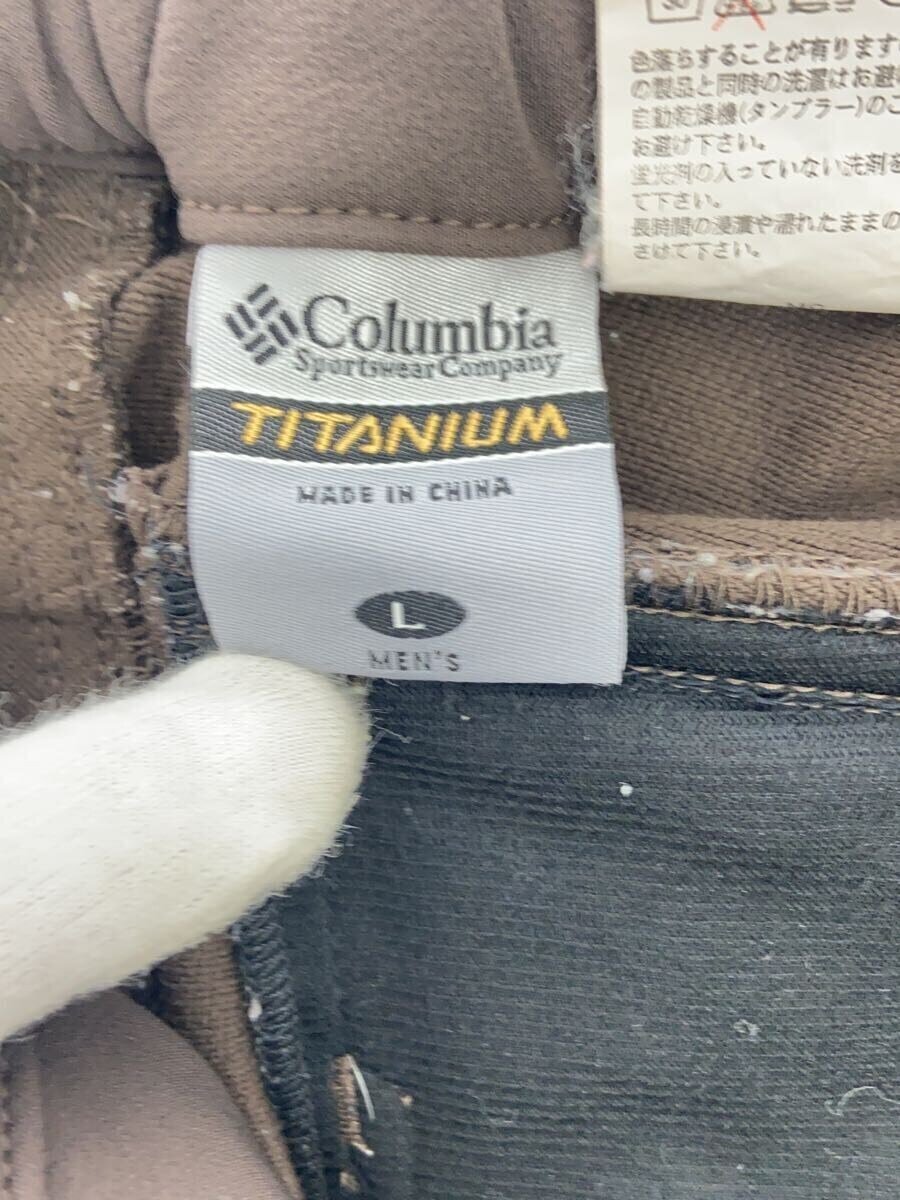 Columbia
Sportswear Company
TITANIUM
MADE IN CHINA
L
MEN'S
30
色落ちすることが有ります
の製品と同時の洗濯はお避
自動乾燥機(タンブラー)のご
お避け下さい。
蛍光剤の入っていない洗剤を
て下さい。
長時間の浸漬や濡れたままの
さけて下さい。